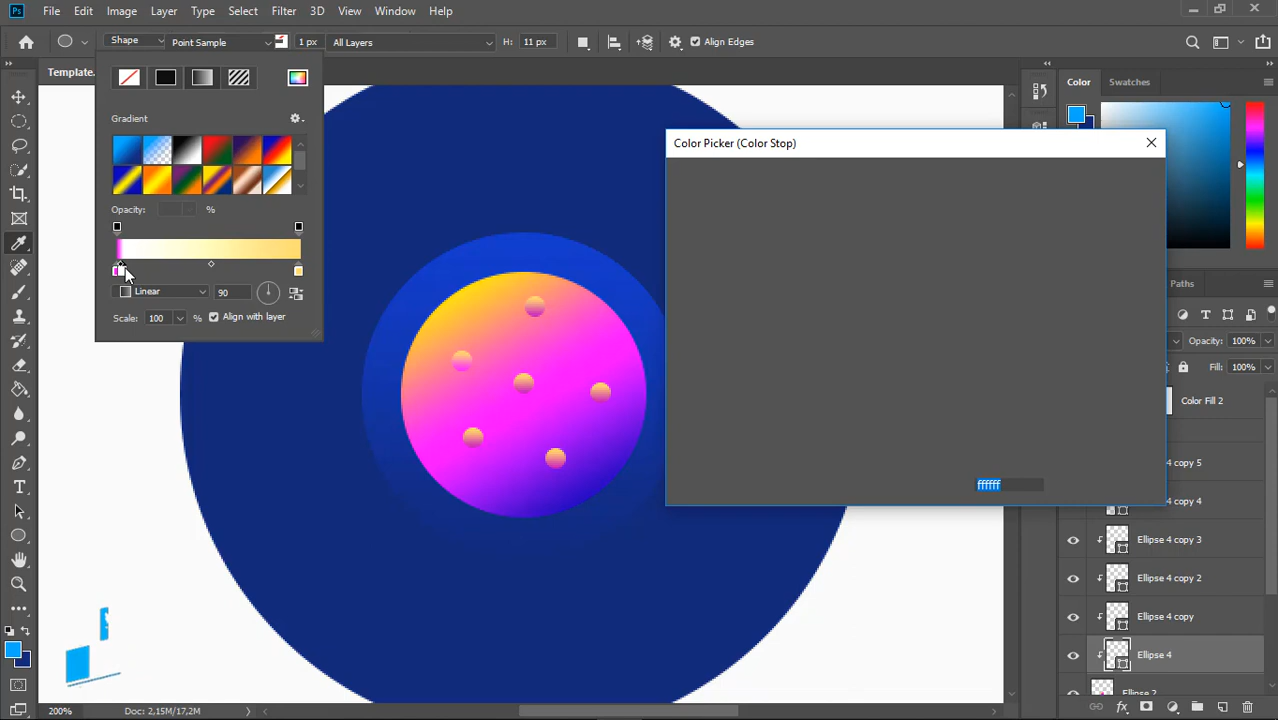 Ps File Edit Image Layer Type Select Filter 3D View Window Help
Shape Point Sample 1 px All Layers H: 11 px Align Edges
Template.
Color Swatches
Gradient
Opacity: %
Linear 90
Scale: 100 % Align with layer
Color Picker (Color Stop)
ffffff
Paths
Opacity: 100%
Fill: 100%
Color Fill 2
4 copy 5
4 copy 4
Ellipse 4 copy 3
Ellipse 4 copy 2
Ellipse 4 copy
Ellipse 4
Ellipse 2
200% Doc: 2,15M/17,2M